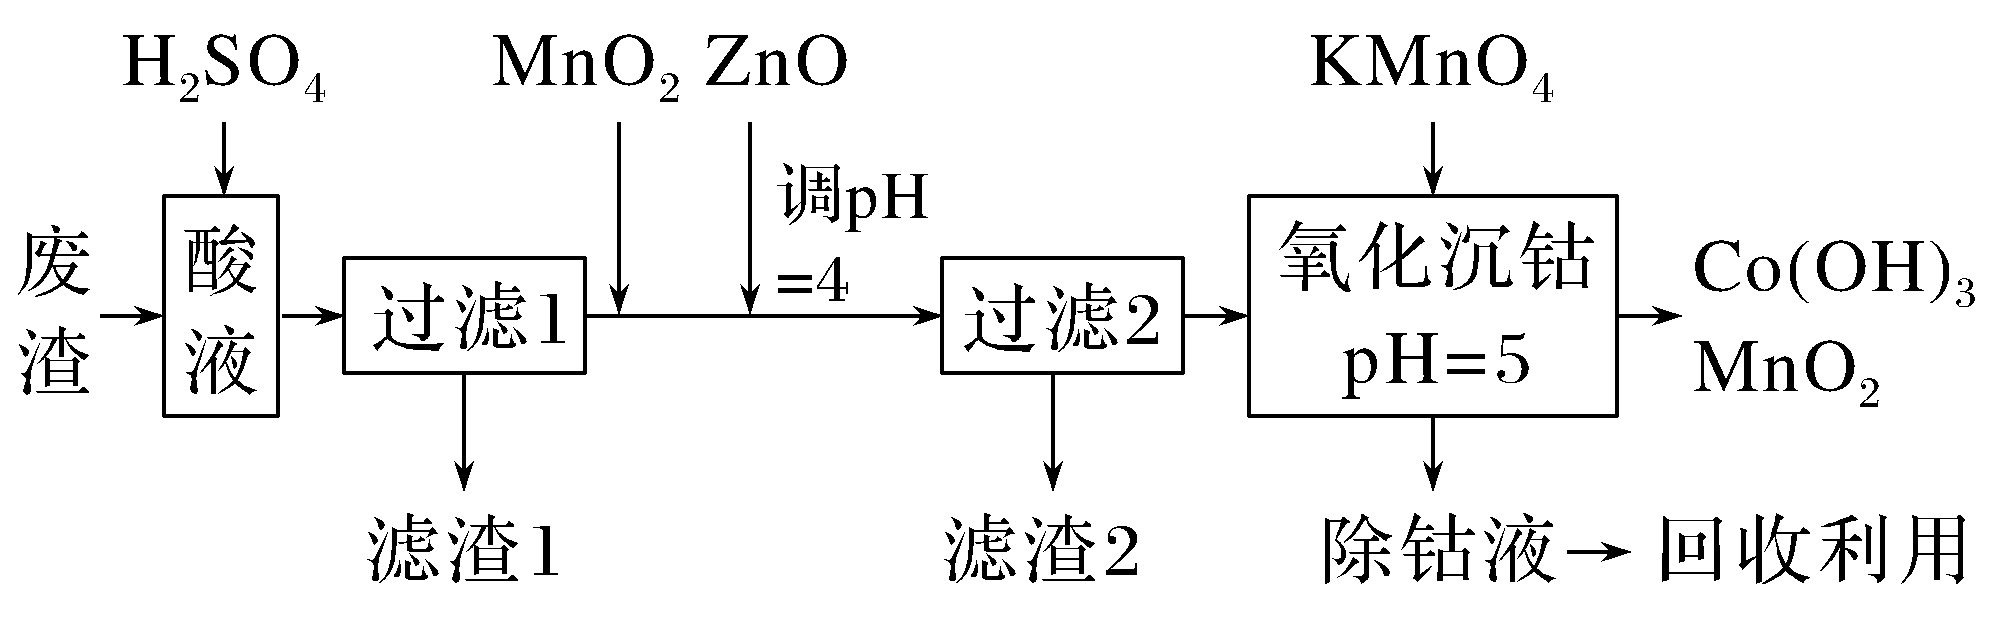 H₂SO₄
MnO₂ ZnO
KMnO₄
调pH
=4
废渣
酸液
过滤1
过滤2
氧化沉钴
pH=5
Co(OH)₃
MnO₂
滤渣1
滤渣2
除钴液
回收利用